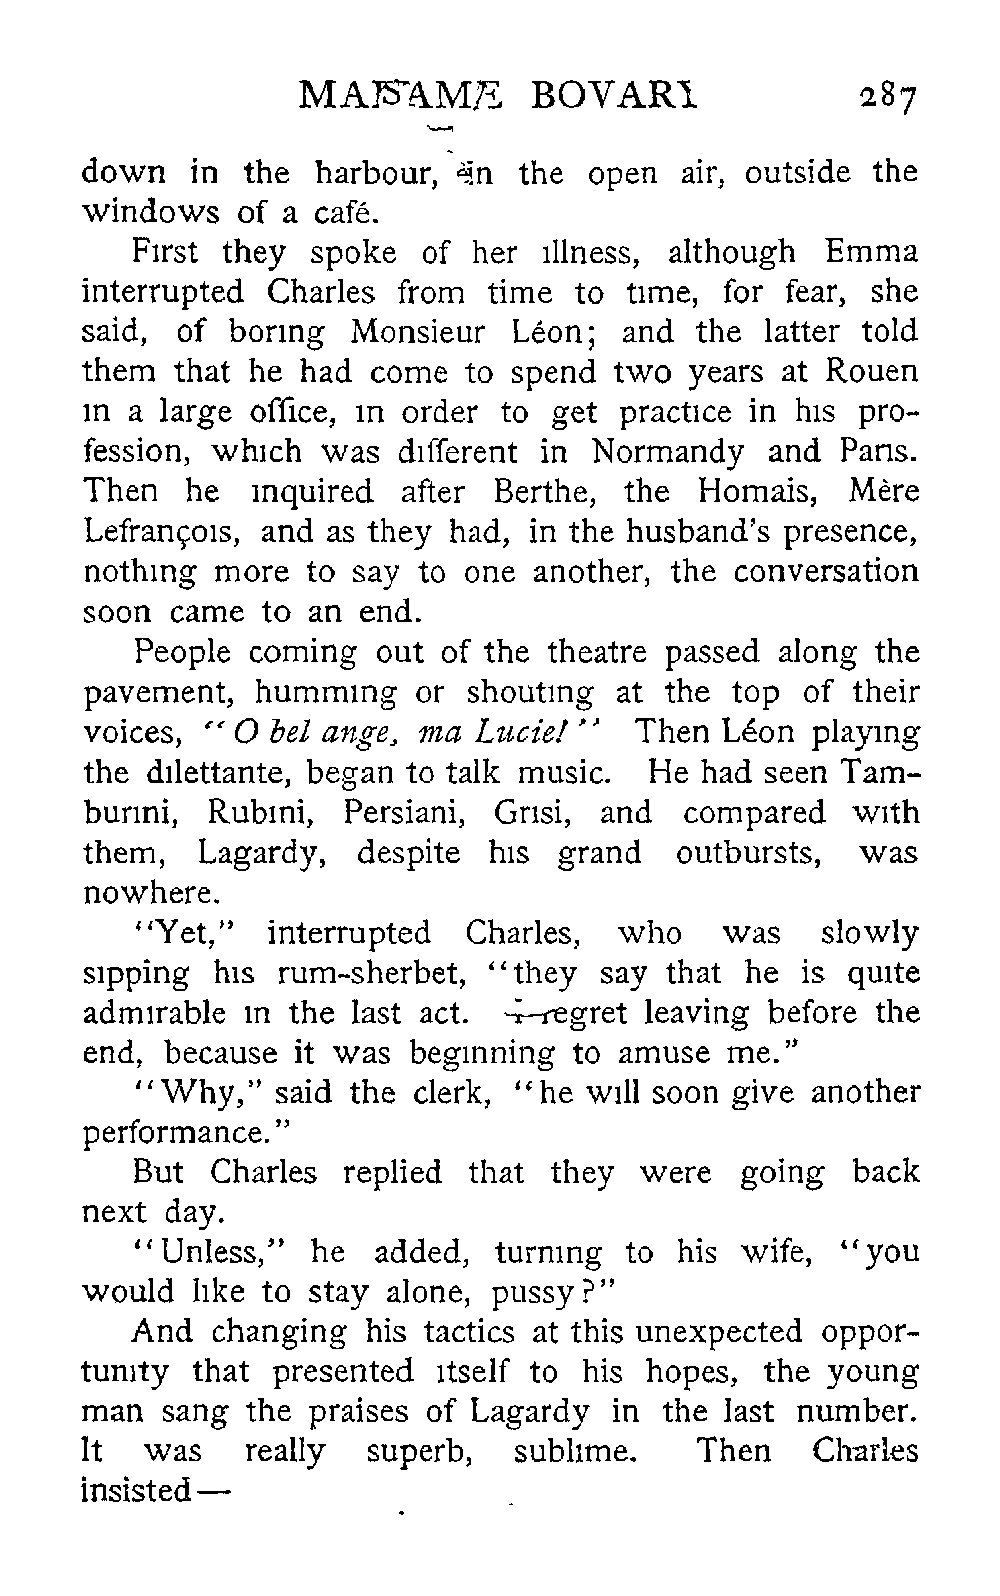 MADAME BOVARY 287
down in the harbour, in the open air, outside the
windows of a café.
First they spoke of her illness, although Emma
interrupted Charles from time to time, for fear, she
said, of boring Monsieur Léon; and the latter told
them that he had come to spend two years at Rouen
in a large office, in order to get practice in his pro-
fession, which was different in Normandy and Paris.
Then he inquired after Berthe, the Homais, Mère
Lefrançois, and as they had, in the husband's presence,
nothing more to say to one another, the conversation
soon came to an end.
People coming out of the theatre passed along the
pavement, humming or shouting at the top of their
voices, "O bel ange, ma Lucie!" Then Léon playing
the dilettante, began to talk music. He had seen Tam-
burini, Rubini, Persiani, Grisi, and compared with
them, Lagardy, despite his grand outbursts, was
nowhere.
"Yet," interrupted Charles, who was slowly
sipping his rum-sherbet, "they say that he is quite
admirable in the last act. I regret leaving before the
end, because it was beginning to amuse me."
"Why," said the clerk, "he will soon give another
performance."
But Charles replied that they were going back
next day.
"Unless," he added, turning to his wife, "you
would like to stay alone, pussy?"
And changing his tactics at this unexpected oppor-
tunity that presented itself to his hopes, the young
man sang the praises of Lagardy in the last number.
It was really superb, sublime. Then Charles
insisted—